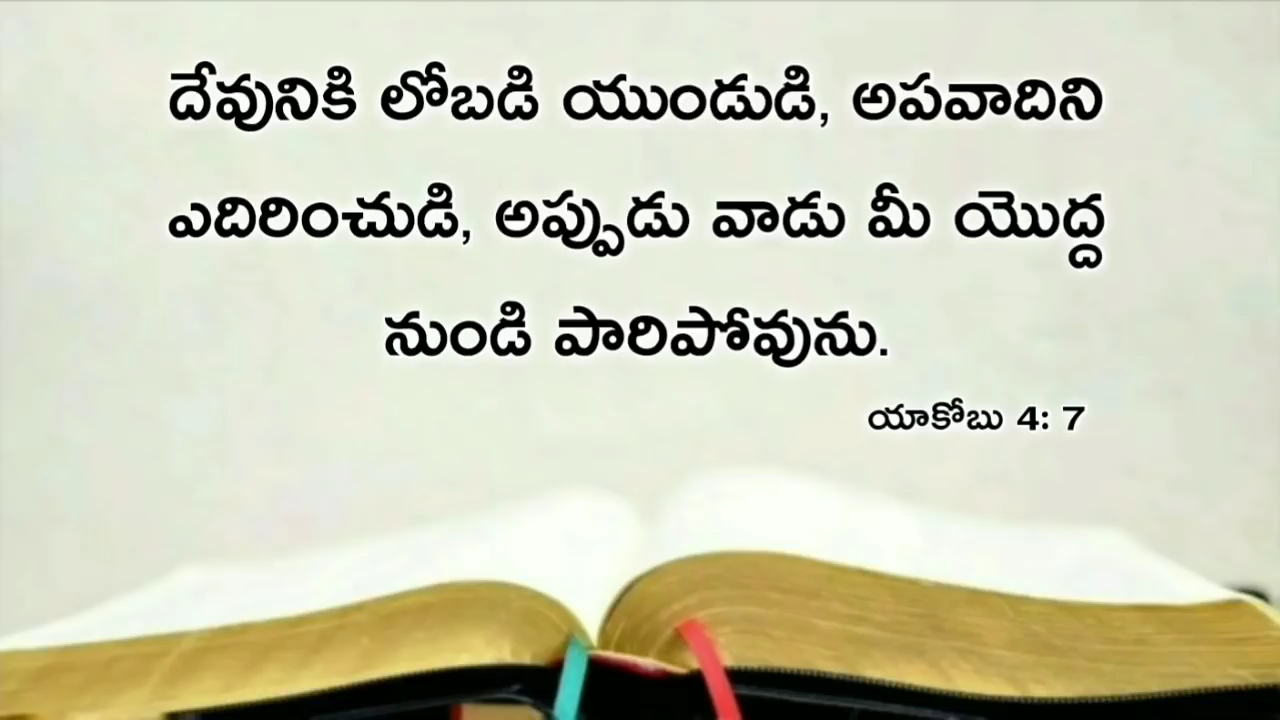 దేవునికి లోబడి యుండుడి, అపవాదిని
ఎదిరించుడి, అప్పుడు వాడు మీ యొద్ద
నుండి పారిపోవును.
యాకోబు 4: 7